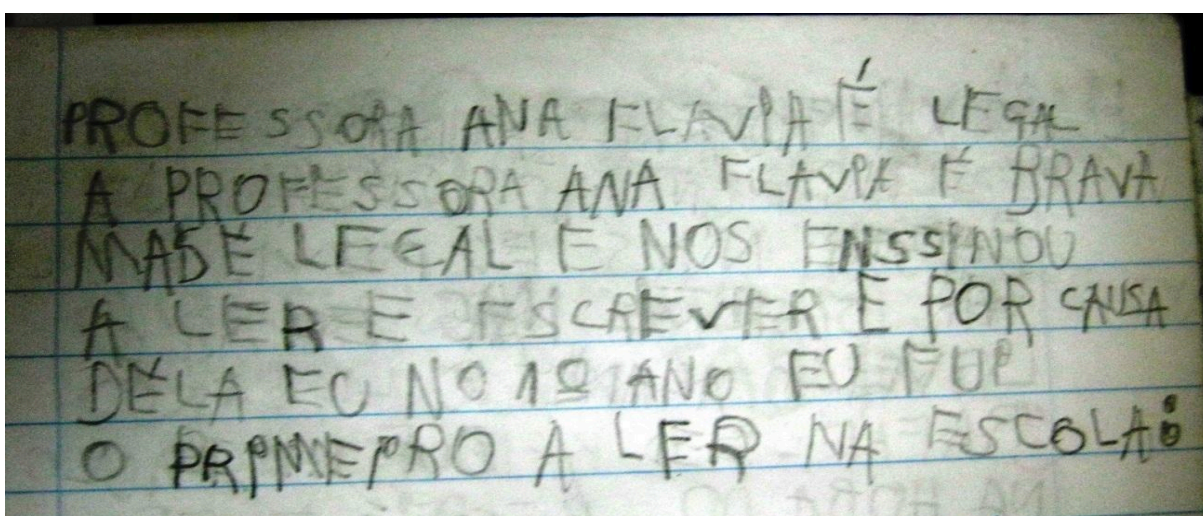 PROFESSORA ANA FLAVIA É LEGAL
A PROFESSORA ANA FLAVIA É BRAVA
MAS É LEGAL E NOS ENSSINOU
A LER E ESCREVER E POR CAUSA
DELA EU NO 1º ANO EU FUI
O PRIMEIRO A LER NA ESCOLA